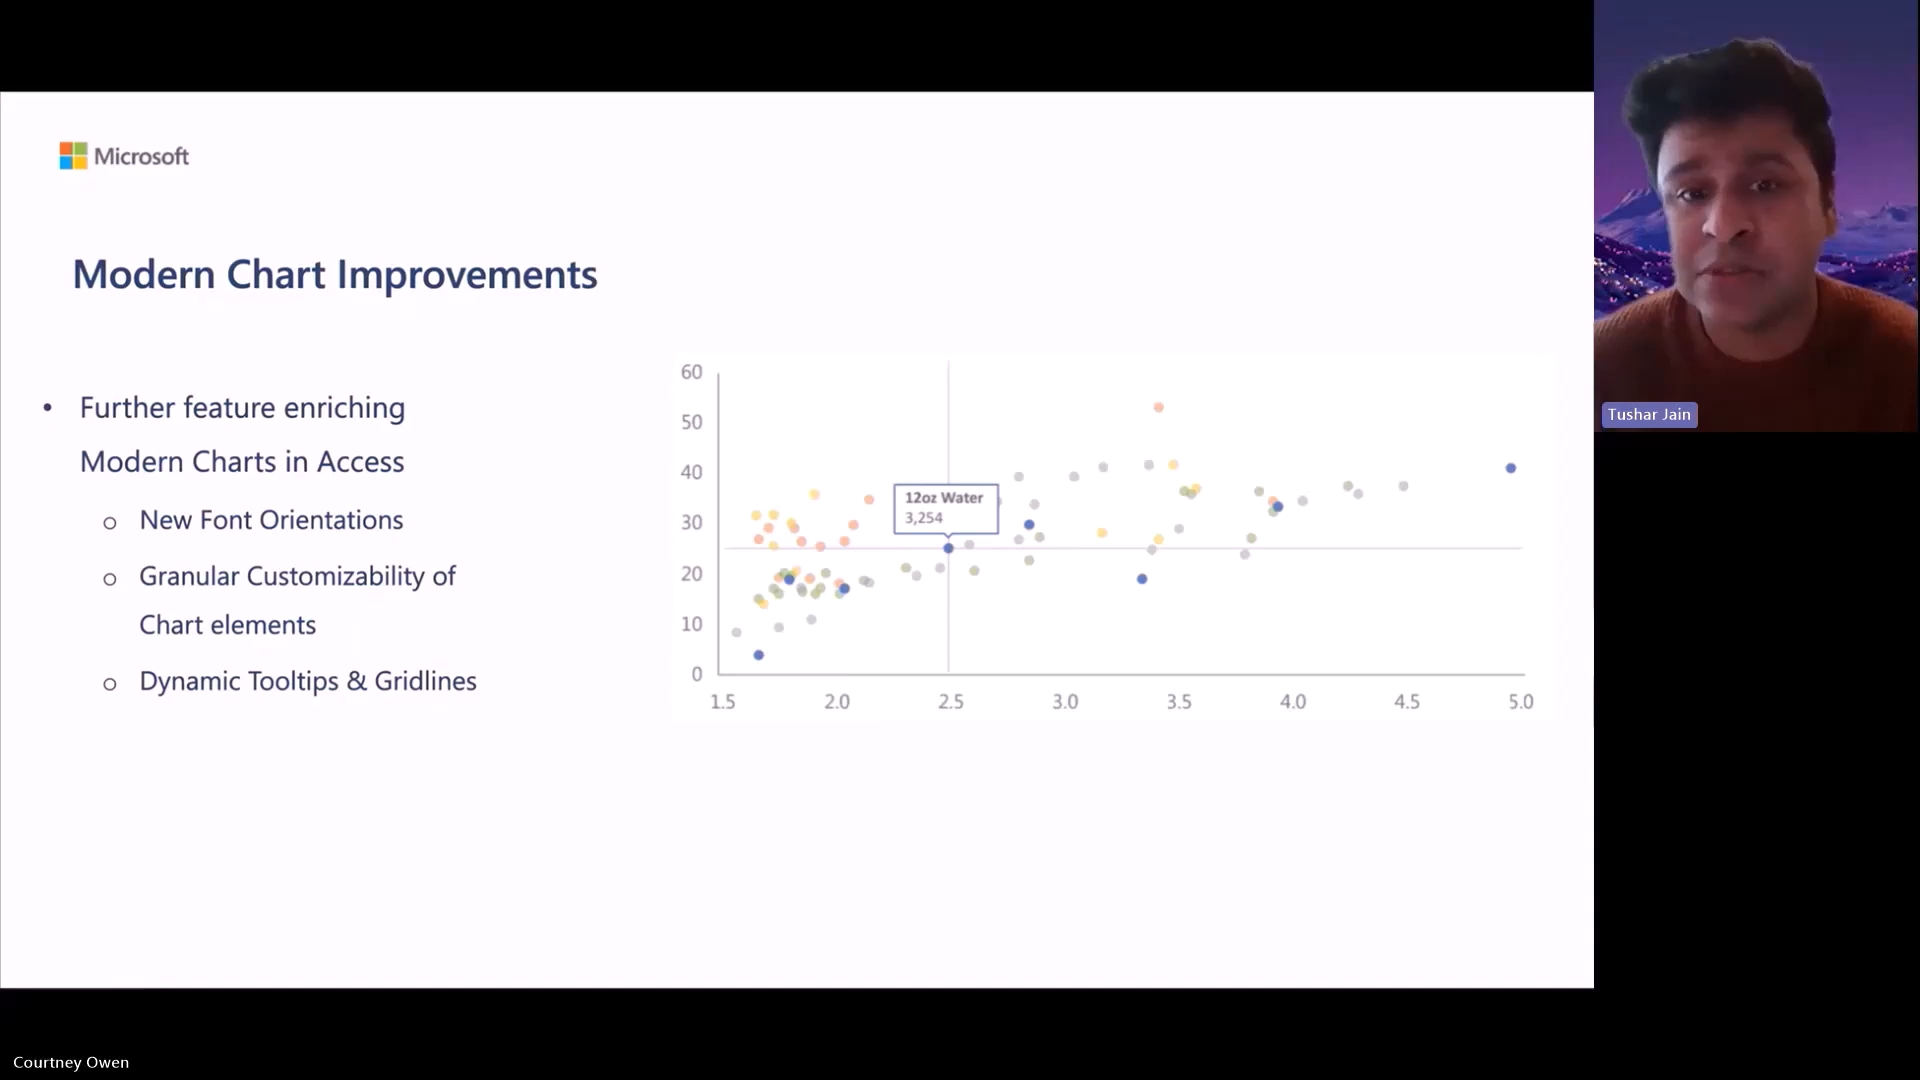 Microsoft
Modern Chart Improvements
• Further feature enriching
Modern Charts in Access
o New Font Orientations
o Granular Customizability of
Chart elements
o Dynamic Tooltips & Gridlines
60
50
40
30
20
10
0
12oz Water
3,254
1.5 2.0 2.5 3.0 3.5 4.0 4.5 5.0
Tushar Jain
Courtney Owen